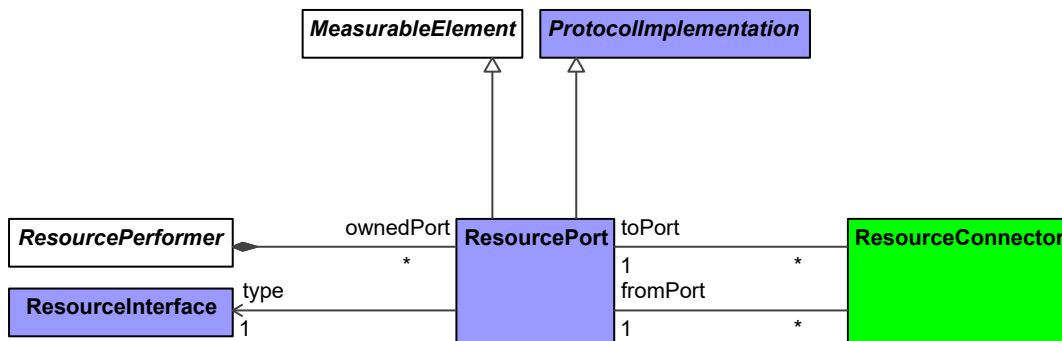 MeasurableElement
ProtocolImplementation
ResourcePerformer
ownedPort
*
ResourcePort
toPort
1
*
ResourceConnector
ResourceInterface
type
1
fromPort
1
*